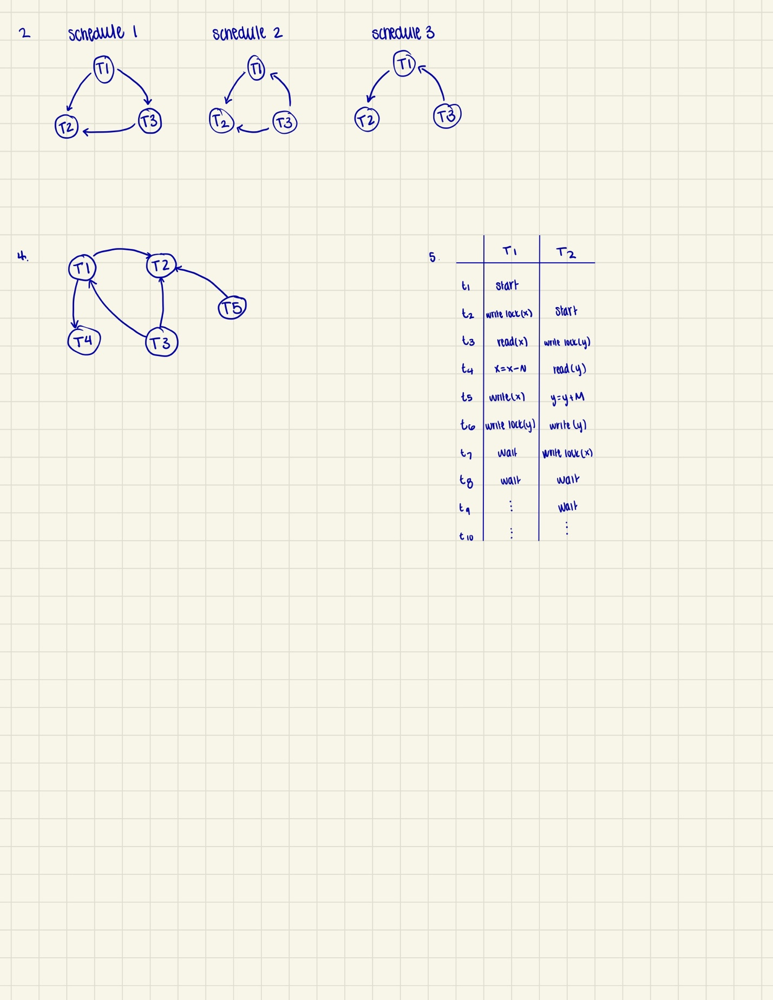 2 schedule 1 schedule 2 schedule 3
T1 T1 T1
T2 T3 T2 T3 T2 T3
4. T1 T2
T5
T4 T3
5. T1 T2
t1 start
t2 write lock(x) start
t3 read(x) write lock(y)
t4 x=x-N read(y)
t5 write(x) y=y+M
t6 write lock(y) write(y)
t7 wait write lock(x)
t8 wait wait
t9 ⋮ wait
t10 ⋮ ⋮